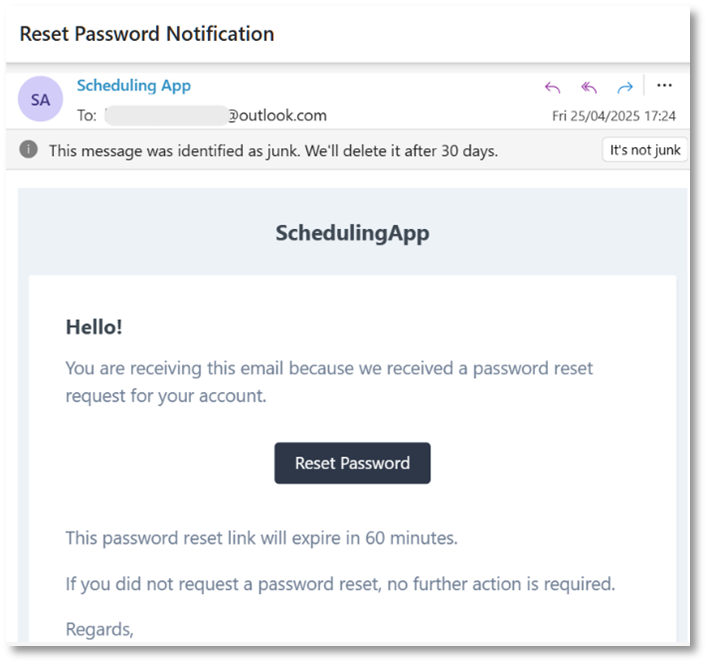 Reset Password Notification
SA
Scheduling App
To: @outlook.com
Fri 25/04/2025 17:24
This message was identified as junk. We'll delete it after 30 days.
It's not junk
SchedulingApp
Hello!
You are receiving this email because we received a password reset
request for your account.
Reset Password
This password reset link will expire in 60 minutes.
If you did not request a password reset, no further action is required.
Regards,